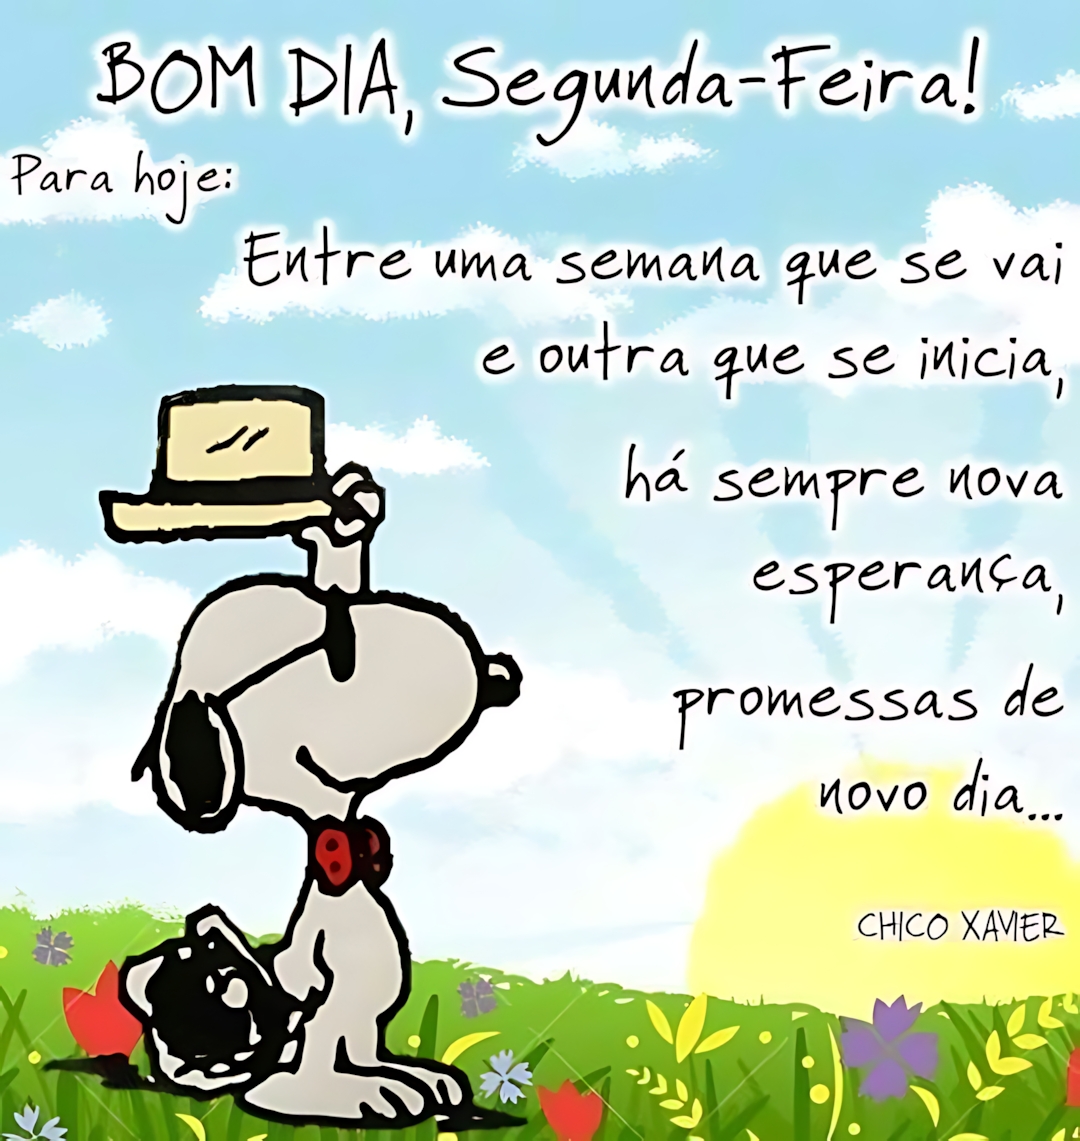 BOM DIA, Segunda-Feira!
Para hoje:
Entre uma semana que se vai
e outra que se inicia,
há sempre nova
esperança,
promessas de
novo dia...
CHICO XAVIER